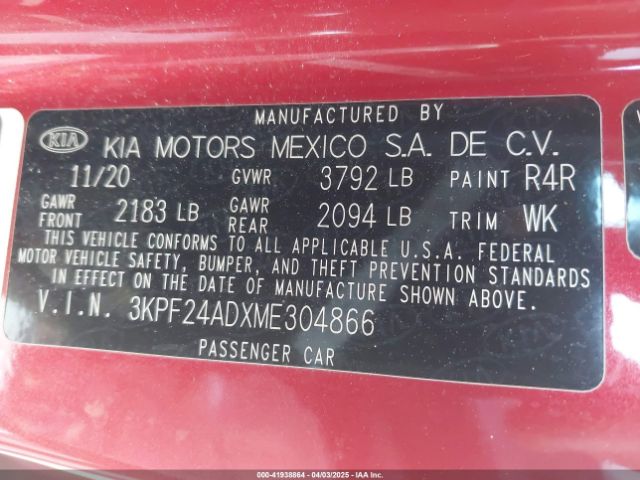 MANUFACTURED BY
KIA KIA MOTORS MEXICO S.A. DE C.V.
11/20 GVWR 3792 LB PAINT R4R
GAWR FRONT 2183 LB GAWR REAR 2094 LB TRIM WK
THIS VEHICLE CONFORMS TO ALL APPLICABLE U.S.A. FEDERAL
MOTOR VEHICLE SAFETY, BUMPER, AND THEFT PREVENTION STANDARDS
IN EFFECT ON THE DATE OF MANUFACTURE SHOWN ABOVE.
V.I.N. 3KPF24ADXME304866
PASSENGER CAR
000-41938864 - 04/03/2025 - IAAI.com